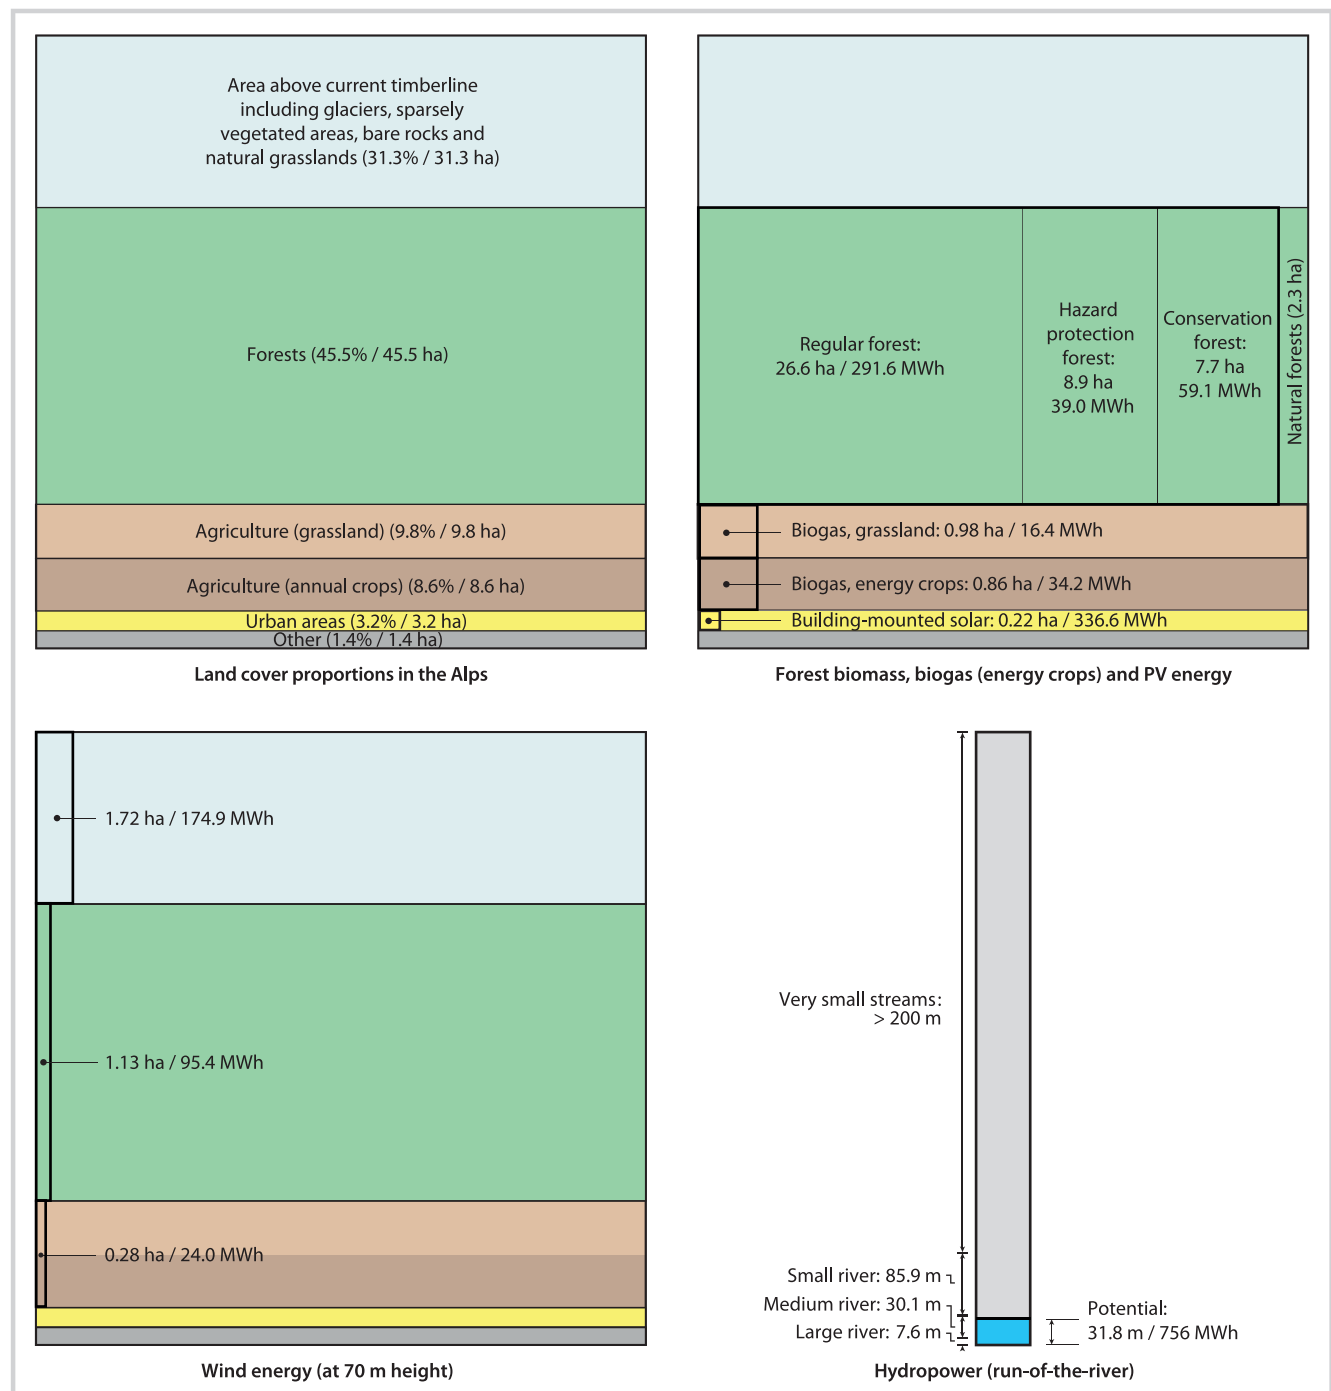 Area above current timberline
including glaciers, sparsely
vegetated areas, bare rocks and
natural grasslands (31.3% / 31.3 ha)
Forests (45.5% / 45.5 ha)
Agriculture (grassland) (9.8% / 9.8 ha)
Agriculture (annual crops) (8.6% / 8.6 ha)
Urban areas (3.2% / 3.2 ha)
Other (1.4% / 1.4 ha)
Land cover proportions in the Alps
Regular forest:
26.6 ha / 291.6 MWh
Hazard
protection
forest:
8.9 ha
39.0 MWh
Conservation
forest:
7.7 ha
59.1 MWh
Natural forests (2.3 ha)
Biogas, grassland: 0.98 ha / 16.4 MWh
Biogas, energy crops: 0.86 ha / 34.2 MWh
Building-mounted solar: 0.22 ha / 336.6 MWh
Forest biomass, biogas (energy crops) and PV energy
1.72 ha / 174.9 MWh
1.13 ha / 95.4 MWh
0.28 ha / 24.0 MWh
Wind energy (at 70 m height)
Very small streams:
> 200 m
Small river: 85.9 m
Medium river: 30.1 m
Large river: 7.6 m
Potential:
31.8 m / 756 MWh
Hydropower (run-of-the-river)